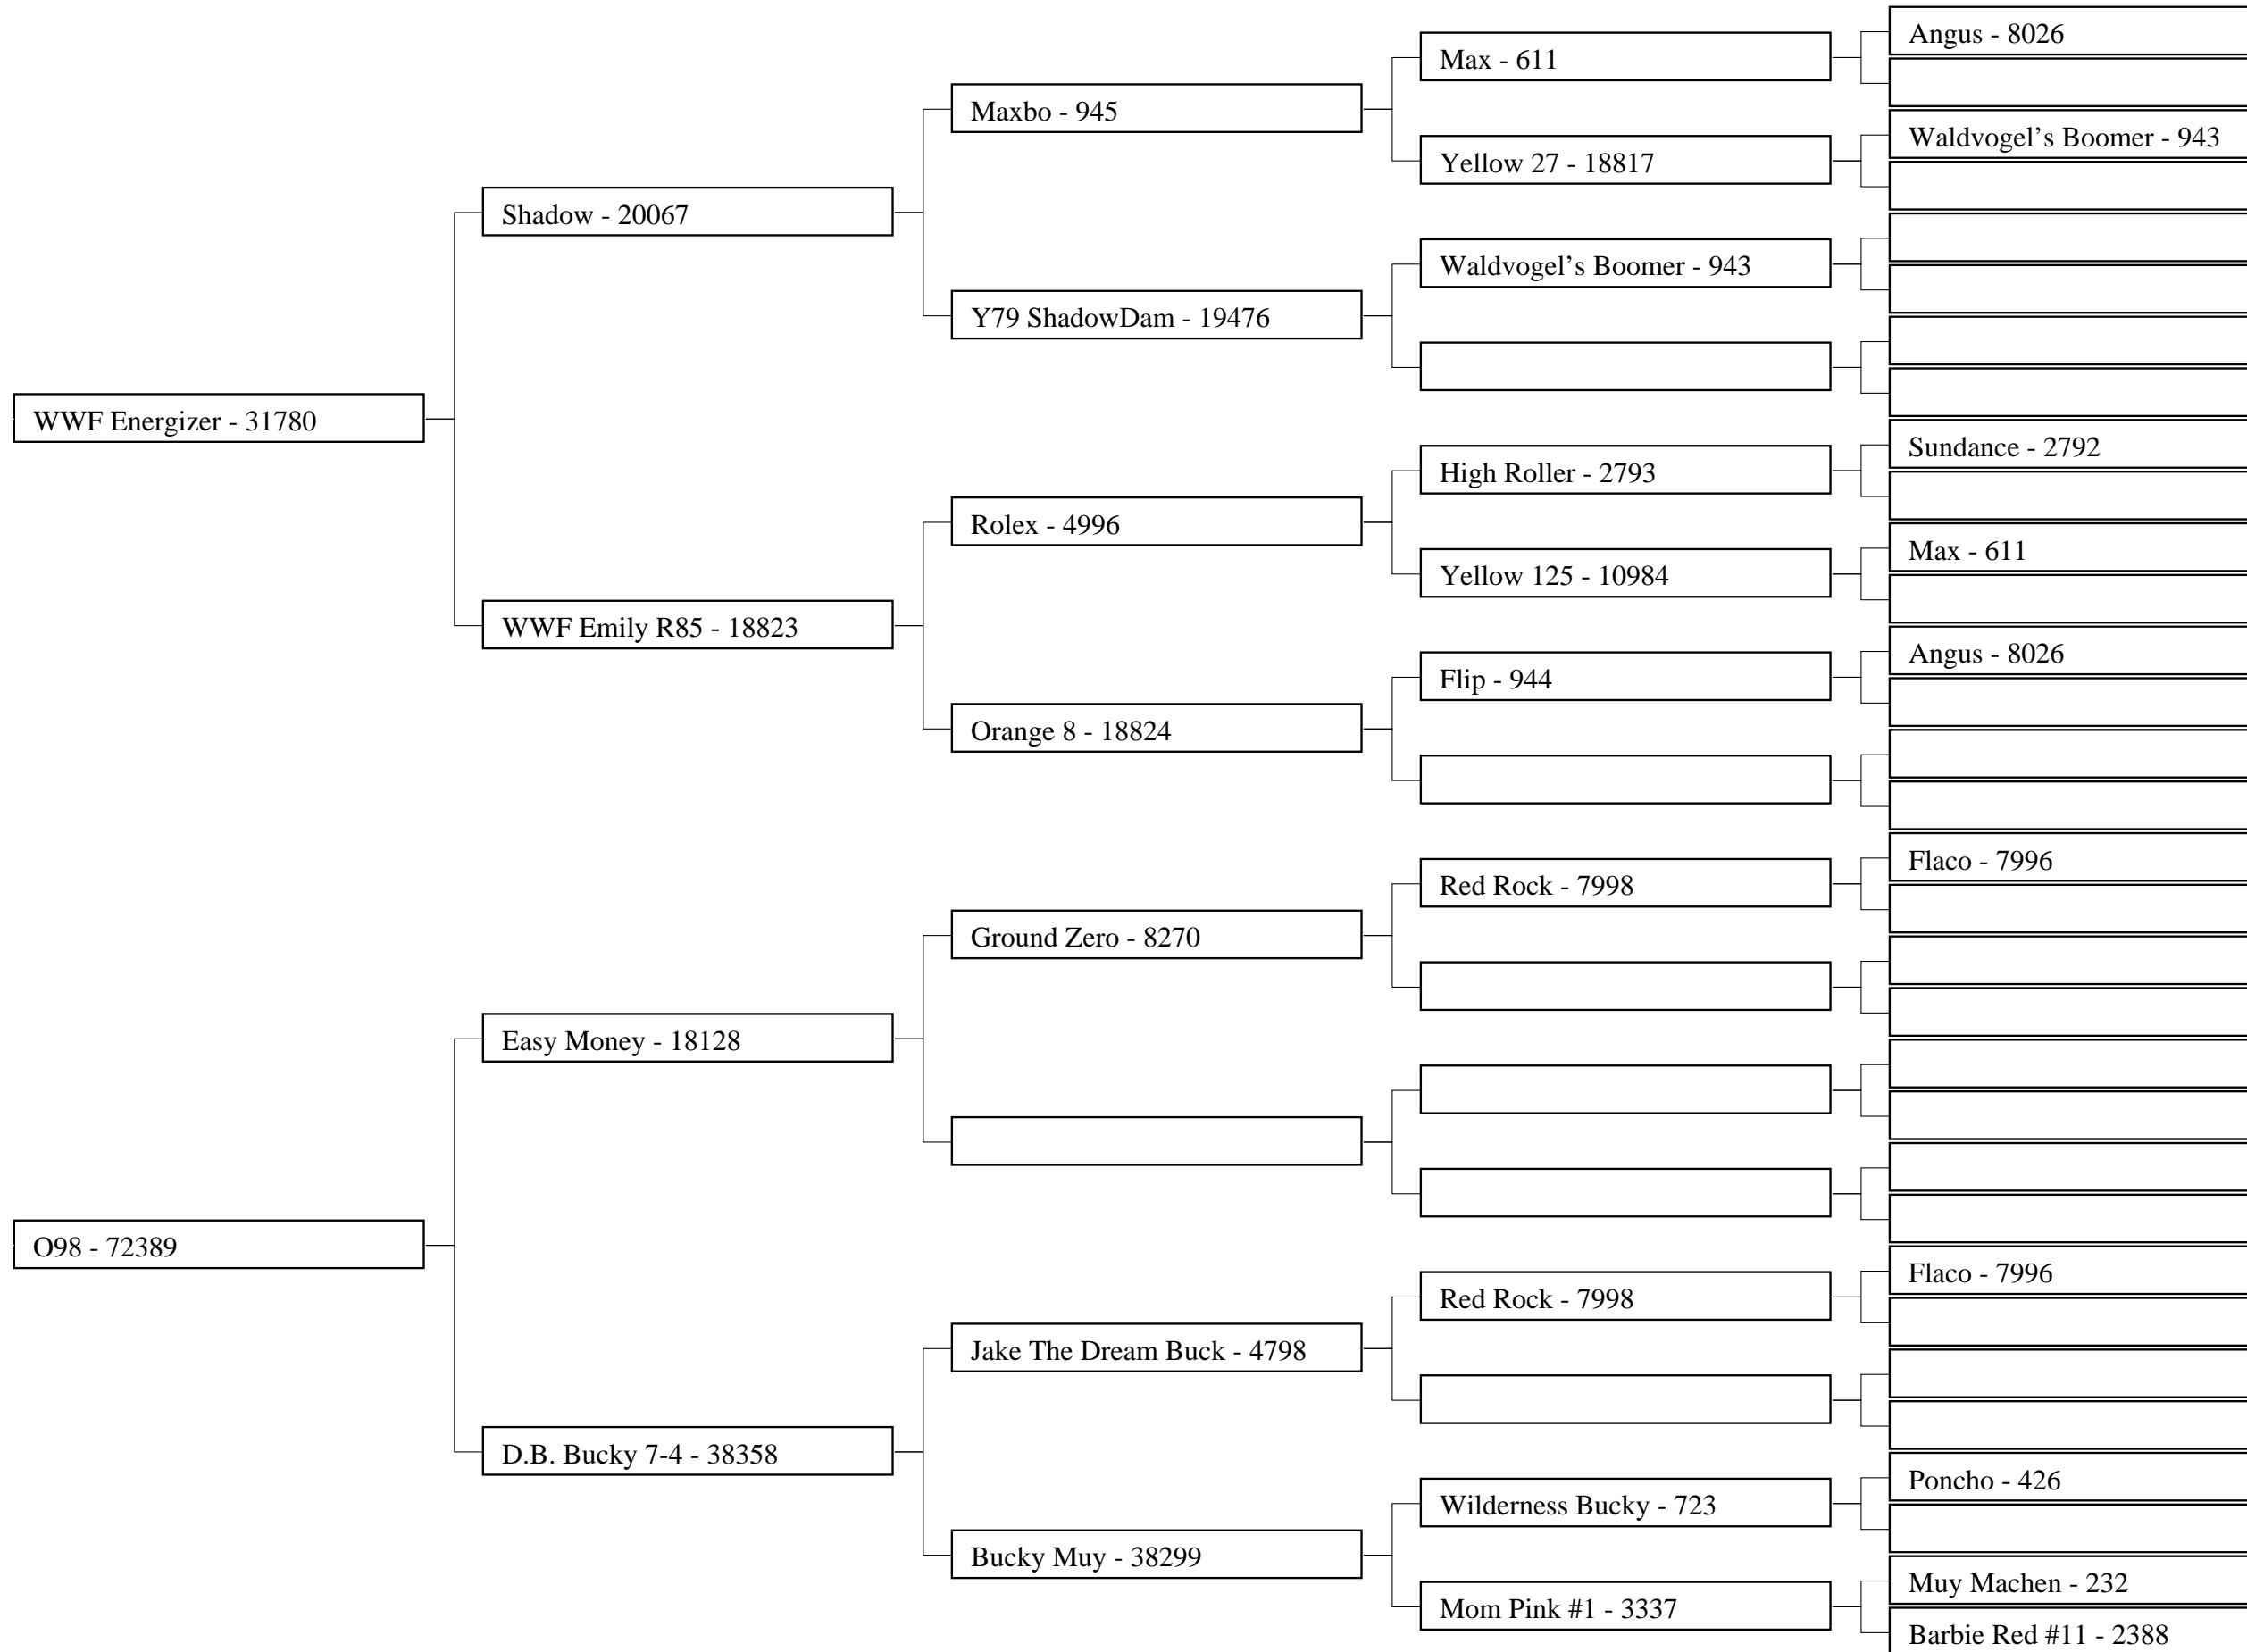 WWF Energizer - 31780
O98 - 72389
Shadow - 20067
WWF Emily R85 - 18823
Easy Money - 18128
D.B. Bucky 7-4 - 38358
Maxbo - 945
Y79 ShadowDam - 19476
Rolex - 4996
Orange 8 - 18824
Ground Zero - 8270
Jake The Dream Buck - 4798
Bucky Muy - 38299
Max - 611
Yellow 27 - 18817
Waldvogel’s Boomer - 943
High Roller - 2793
Yellow 125 - 10984
Flip - 944
Red Rock - 7998
Red Rock - 7998
Wilderness Bucky - 723
Mom Pink #1 - 3337
Angus - 8026
Waldvogel’s Boomer - 943
Sundance - 2792
Max - 611
Angus - 8026
Flaco - 7996
Flaco - 7996
Poncho - 426
Muy Machen - 232
Barbie Red #11 - 2388